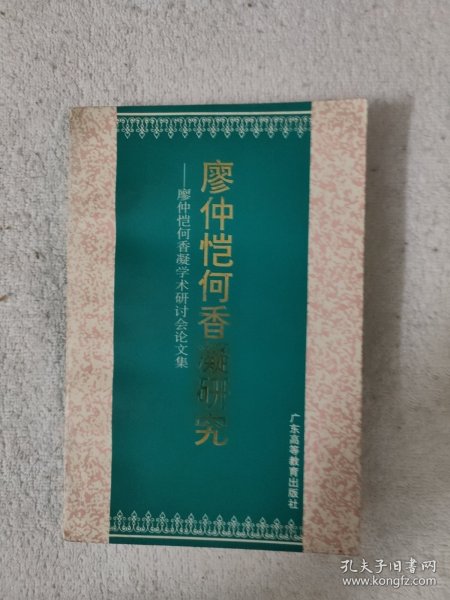 廖仲恺何香凝研究
——廖仲恺何香凝学术研讨会论文集
广东高等教育出版社
孔夫子旧书网
www.kongfz.com